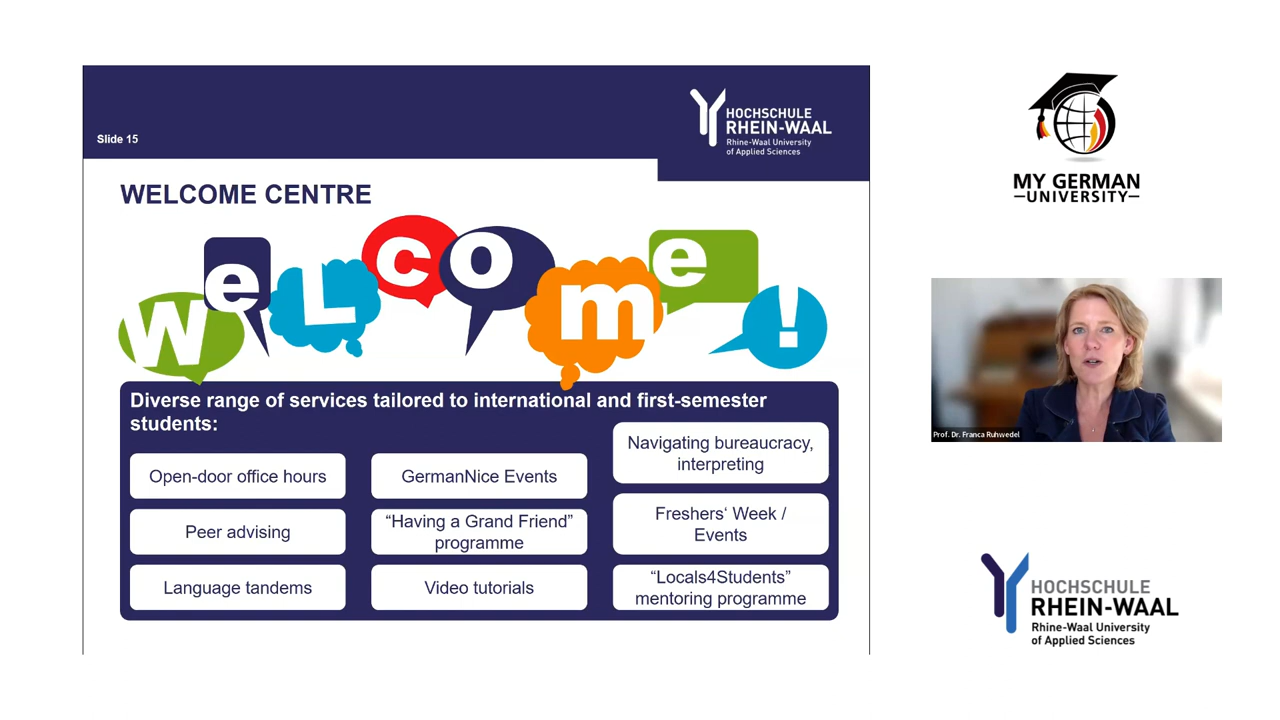 Slide 15
HOCHSCHULE
RHEIN-WAAL
Rhine-Waal University
of Applied Sciences
WELCOME CENTRE
weLcome!
Diverse range of services tailored to international and first-semester
students:
Open-door office hours
Peer advising
Language tandems
GermanNice Events
“Having a Grand Friend”
programme
Video tutorials
Navigating bureaucracy,
interpreting
Freshers‘ Week /
Events
“Locals4Students”
mentoring programme
MY GERMAN
UNIVERSITY
Prof. Dr. Franca Ruhwedel
HOCHSCHULE
RHEIN-WAAL
Rhine-Waal University
of Applied Sciences